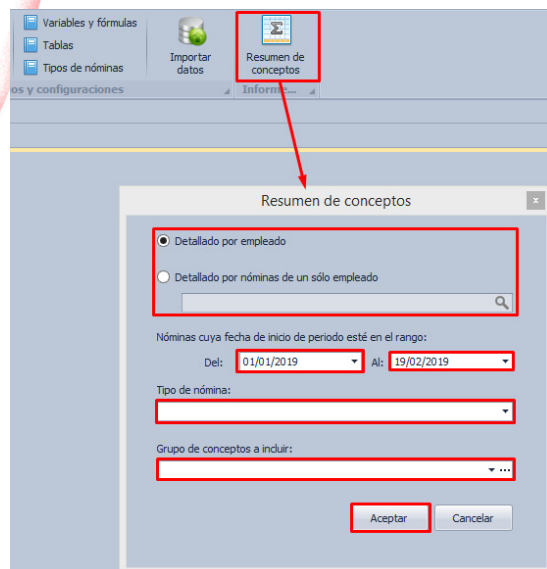 Variables y fórmulas
Tablas
Tipos de nóminas
Importar datos
Resumen de conceptos
os y configuraciones
Informe...
Resumen de conceptos
x
Detallado por empleado
Detallado por nóminas de un sólo empleado
Nóminas cuya fecha de inicio de periodo esté en el rango:
Del: 01/01/2019 Al: 19/02/2019
Tipo de nómina:
Grupo de conceptos a incluir:
...
Aceptar Cancelar